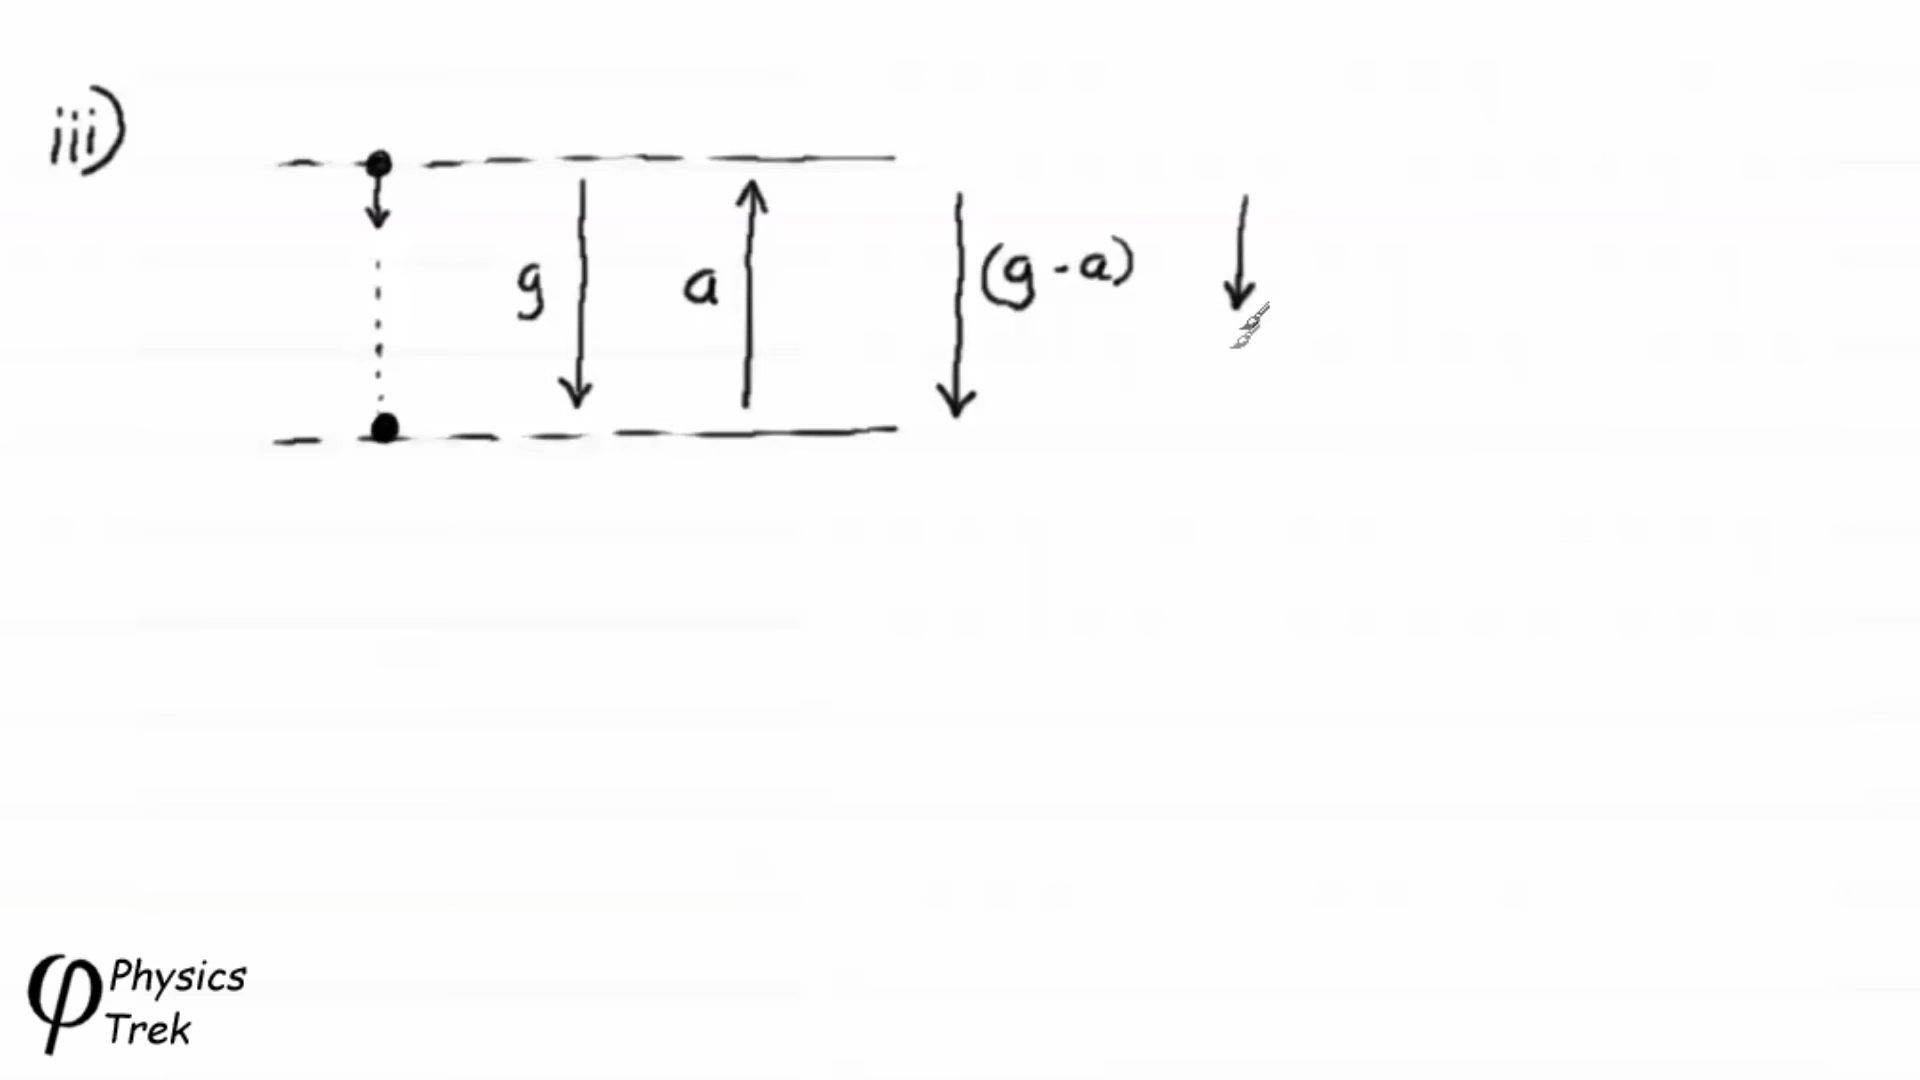 iii)
g a (g - a)
φ Physics
Trek